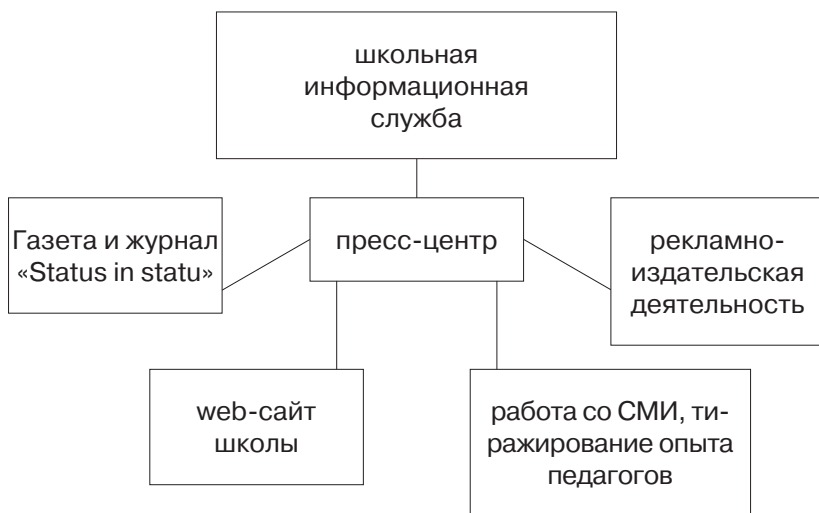 школьная
информационная
служба
Газета и журнал
«Status in statu»
пресс-центр
рекламно-
издательская
деятельность
web-сайт
школы
работа со СМИ, ти-
ражирование опыта
педагогов